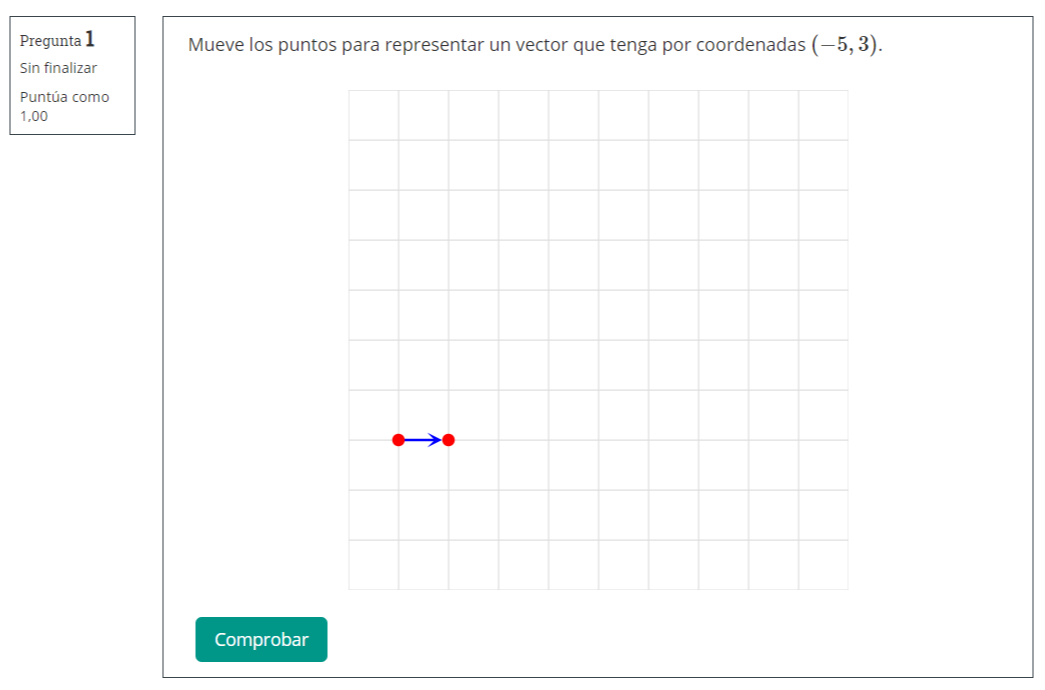 Pregunta 1
Sin finalizar
Puntúa como
1,00
Mueve los puntos para representar un vector que tenga por coordenadas (−5, 3).
Comprobar